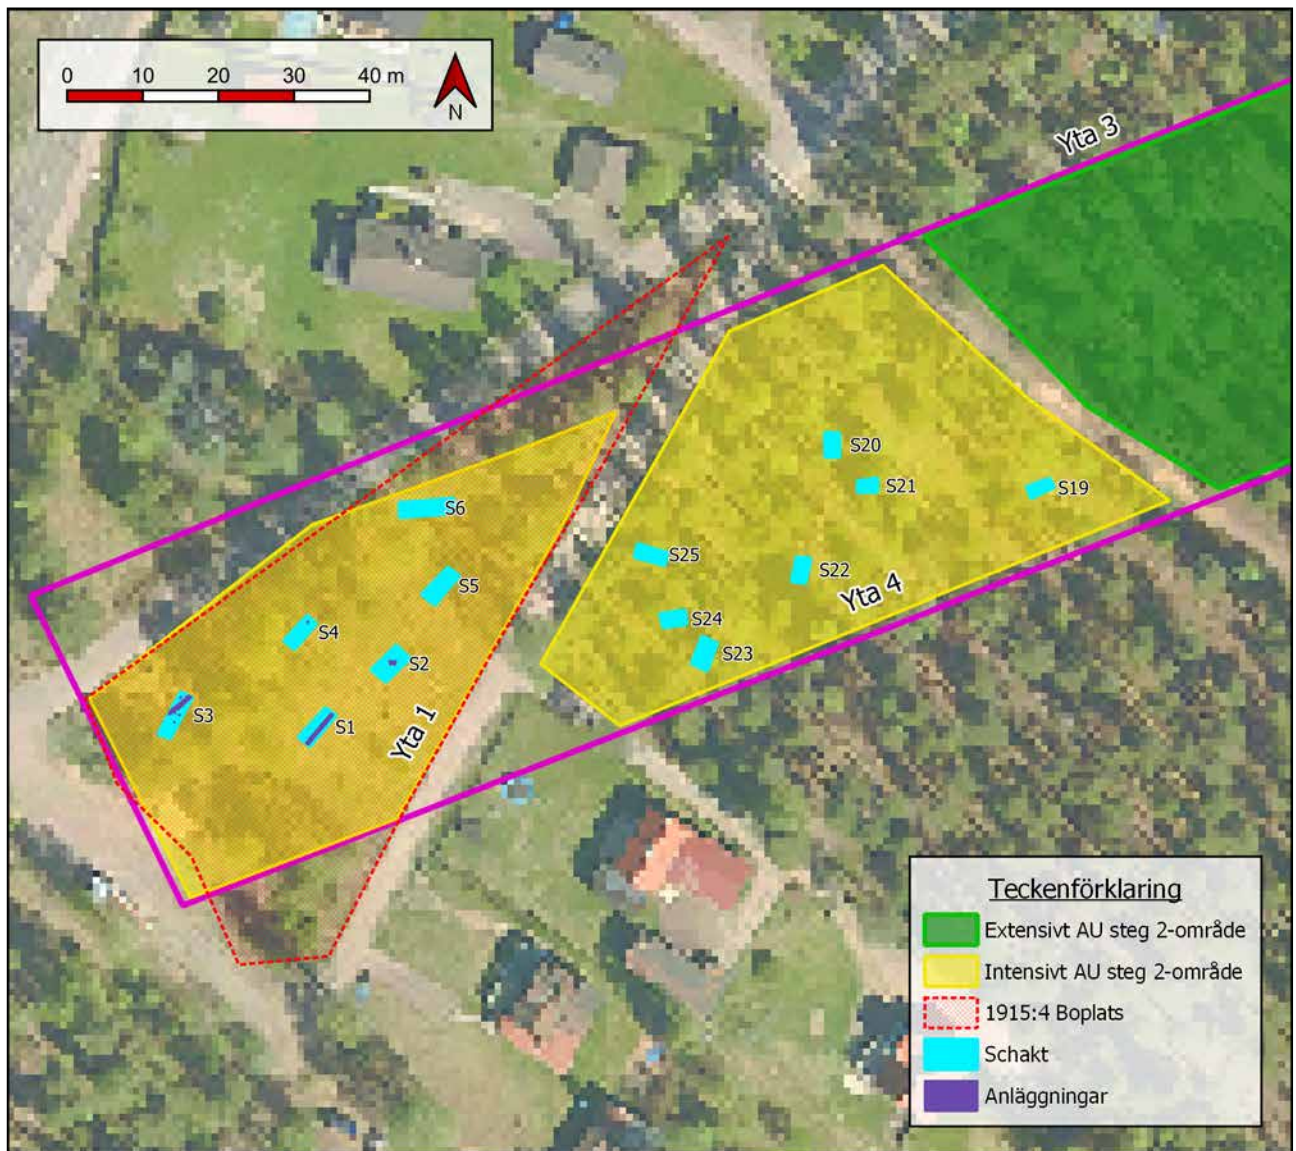 0 10 20 30 40 m
N
Yta 3
S20
S21
S19
S6
S25
S5
S22
Yta 4
S4
S24
S2
S23
S3
S1
Yta 1
Teckenförklaring
Extensivt AU steg 2-område
Intensivt AU steg 2-område
1915:4 Boplats
Schakt
Anläggningar